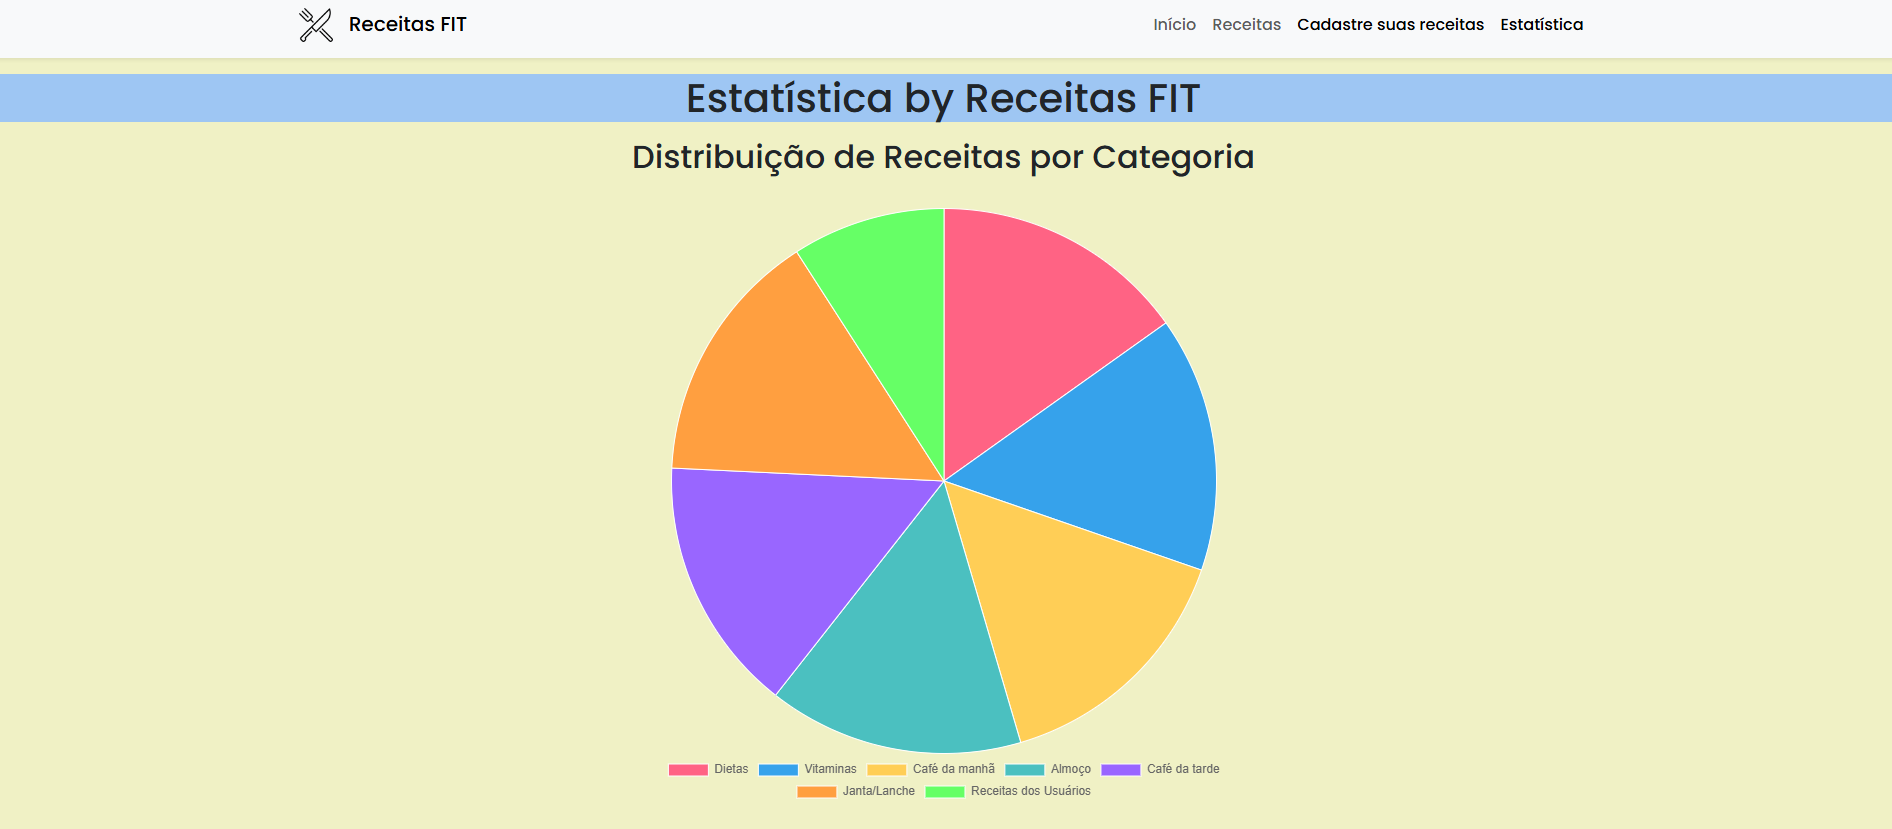 Receitas FIT
Início Receitas Cadastre suas receitas Estatística
Estatística by Receitas FIT
Distribuição de Receitas por Categoria
Dietas Vitaminas Café da manhã Almoço Café da tarde
Janta/Lanche Receitas dos Usuários